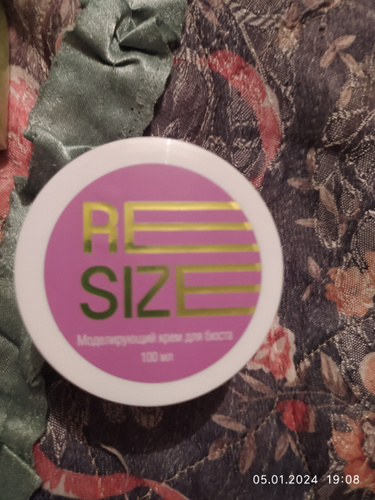 RE
SIZE
Моделирующий крем для бюста
100 мл
05.01.2024 19:08